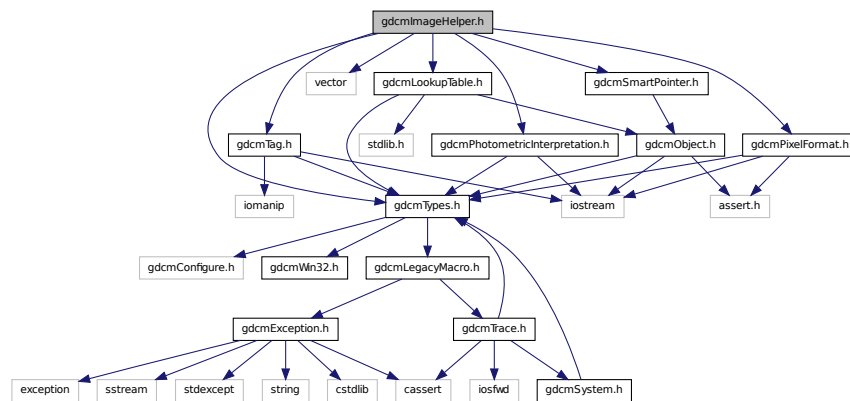 gdcmImageHelper.h
vector
gdcmLookupTable.h
gdcmSmartPointer.h
gdcmTag.h
stdlib.h
gdcmPhotometricInterpretation.h
gdcmObject.h
gdcmPixelFormat.h
iomanip
gdcmTypes.h
iostream
assert.h
gdcmConfigure.h
gdcmWin32.h
gdcmLegacyMacro.h
gdcmException.h
gdcmTrace.h
exception
sstream
stdexcept
string
cstdlib
cassert
iosfwd
gdcmSystem.h